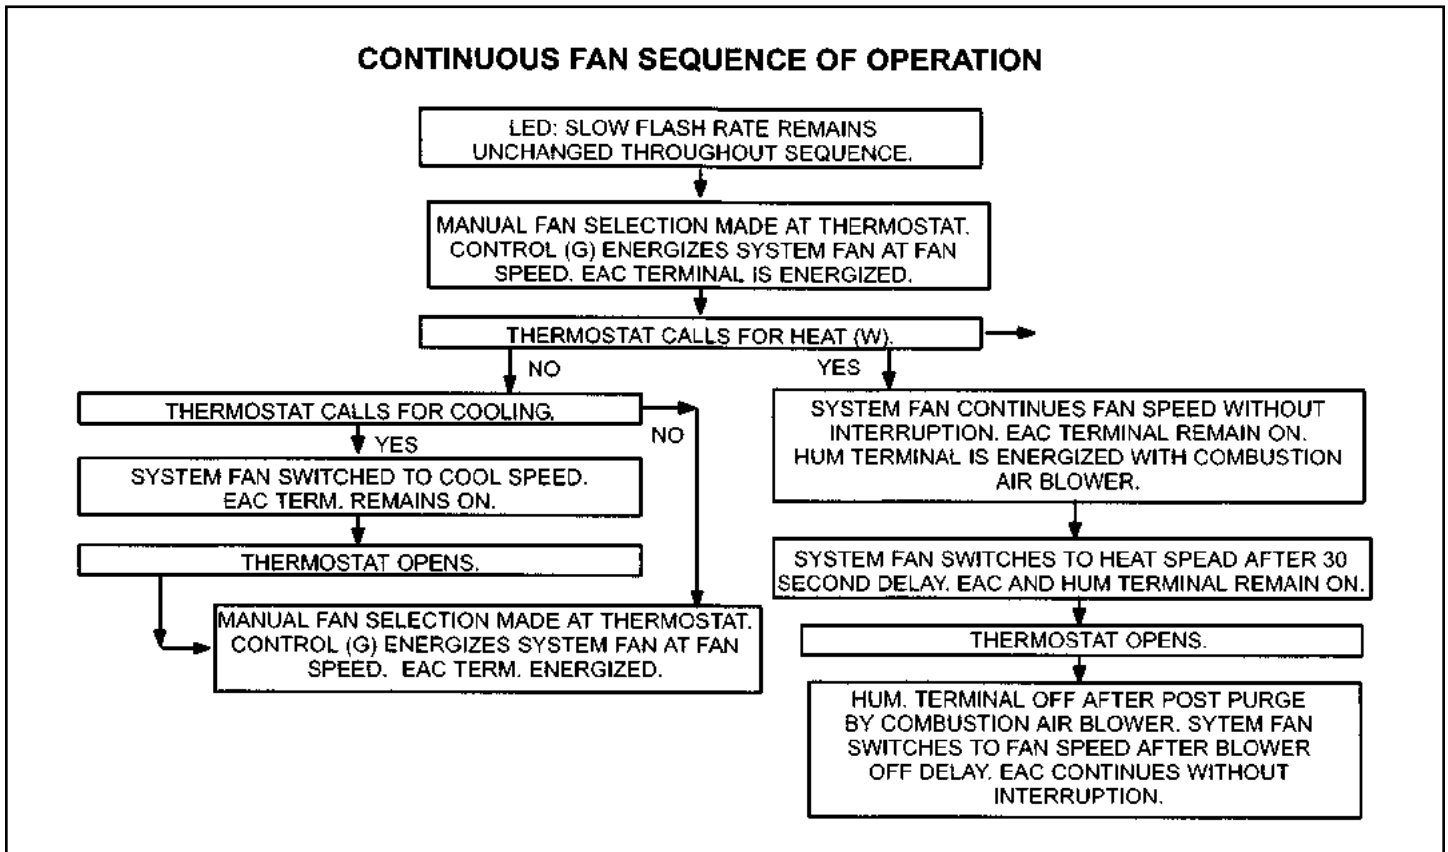 CONTINUOUS FAN SEQUENCE OF OPERATION
LED: SLOW FLASH RATE REMAINS
UNCHANGED THROUGHOUT SEQUENCE.
MANUAL FAN SELECTION MADE AT THERMOSTAT.
CONTROL (G) ENERGIZES SYSTEM FAN AT FAN
SPEED. EAC TERMINAL IS ENERGIZED.
THERMOSTAT CALLS FOR HEAT (W).
NO
YES
THERMOSTAT CALLS FOR COOLING.
NO
YES
SYSTEM FAN SWITCHED TO COOL SPEED.
EAC TERM. REMAINS ON.
THERMOSTAT OPENS.
MANUAL FAN SELECTION MADE AT THERMOSTAT.
CONTROL (G) ENERGIZES SYSTEM FAN AT FAN
SPEED. EAC TERM. ENERGIZED.
SYSTEM FAN CONTINUES FAN SPEED WITHOUT
INTERRUPTION. EAC TERMINAL REMAIN ON.
HUM TERMINAL IS ENERGIZED WITH COMBUSTION
AIR BLOWER.
SYSTEM FAN SWITCHES TO HEAT SPEAD AFTER 30
SECOND DELAY. EAC AND HUM TERMINAL REMAIN ON.
THERMOSTAT OPENS.
HUM. TERMINAL OFF AFTER POST PURGE
BY COMBUSTION AIR BLOWER. SYTEM FAN
SWITCHES TO FAN SPEED AFTER BLOWER
OFF DELAY. EAC CONTINUES WITHOUT
INTERRUPTION.